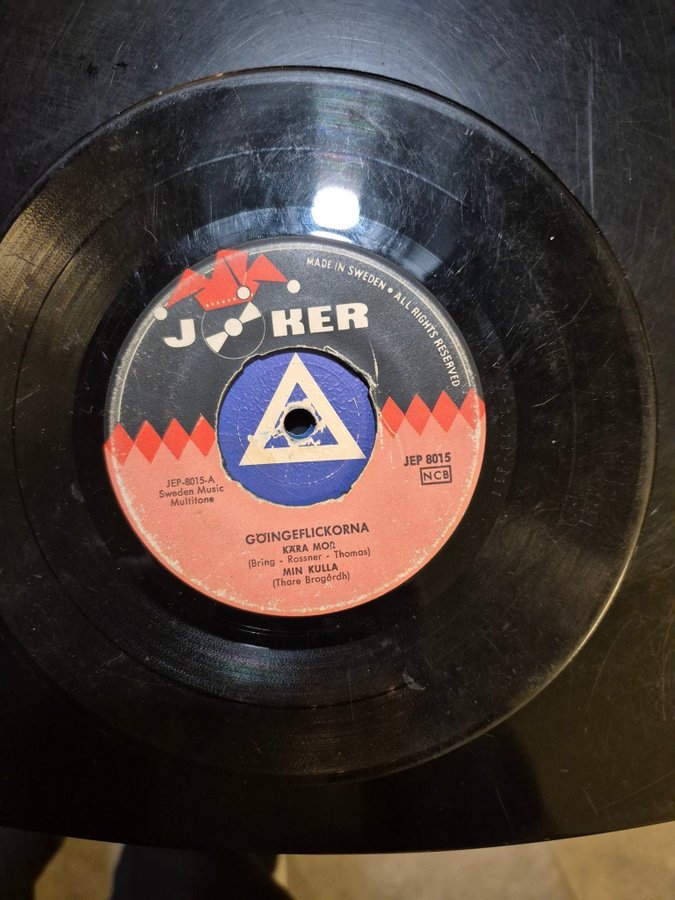 MADE IN SWEDEN • ALL RIGHTS RESERVED
JOKER
JEP 8015
NCB
JEP-8015-A
Sweden Music
Multitone
GÖINGEFLICKORNA
KÄRA MOR
(Bring - Rossner - Thomas)
MIN KULLA
(Thore Brogårdh)